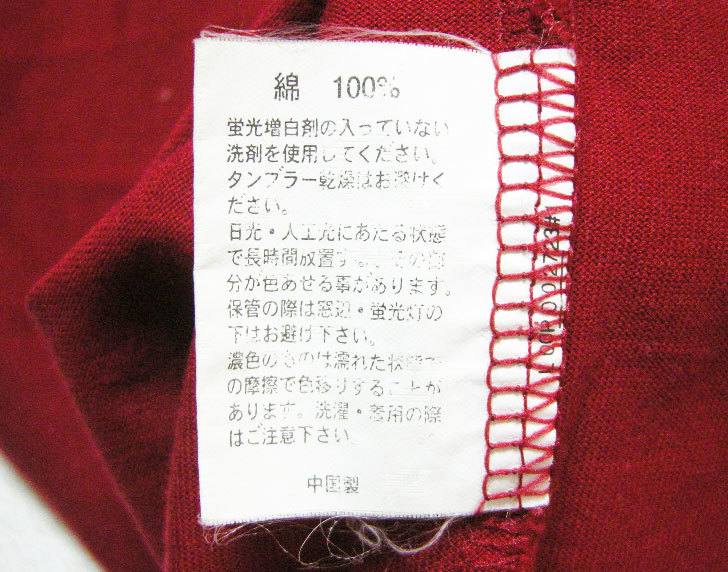 綿 100%
蛍光増白剤の入っていない
洗剤を使用してください。
タンブラー乾燥はお避けく
ださい。
日光・人工光にあたる状態
で長時間放置すると、その部
分が色あせる事があります。
保管の際は窓辺・蛍光灯の
下はお避け下さい。
濃色のものは濡れた状態で
の摩擦で色移りすることが
あります。洗濯・着用の際
はご注意下さい。
中国製